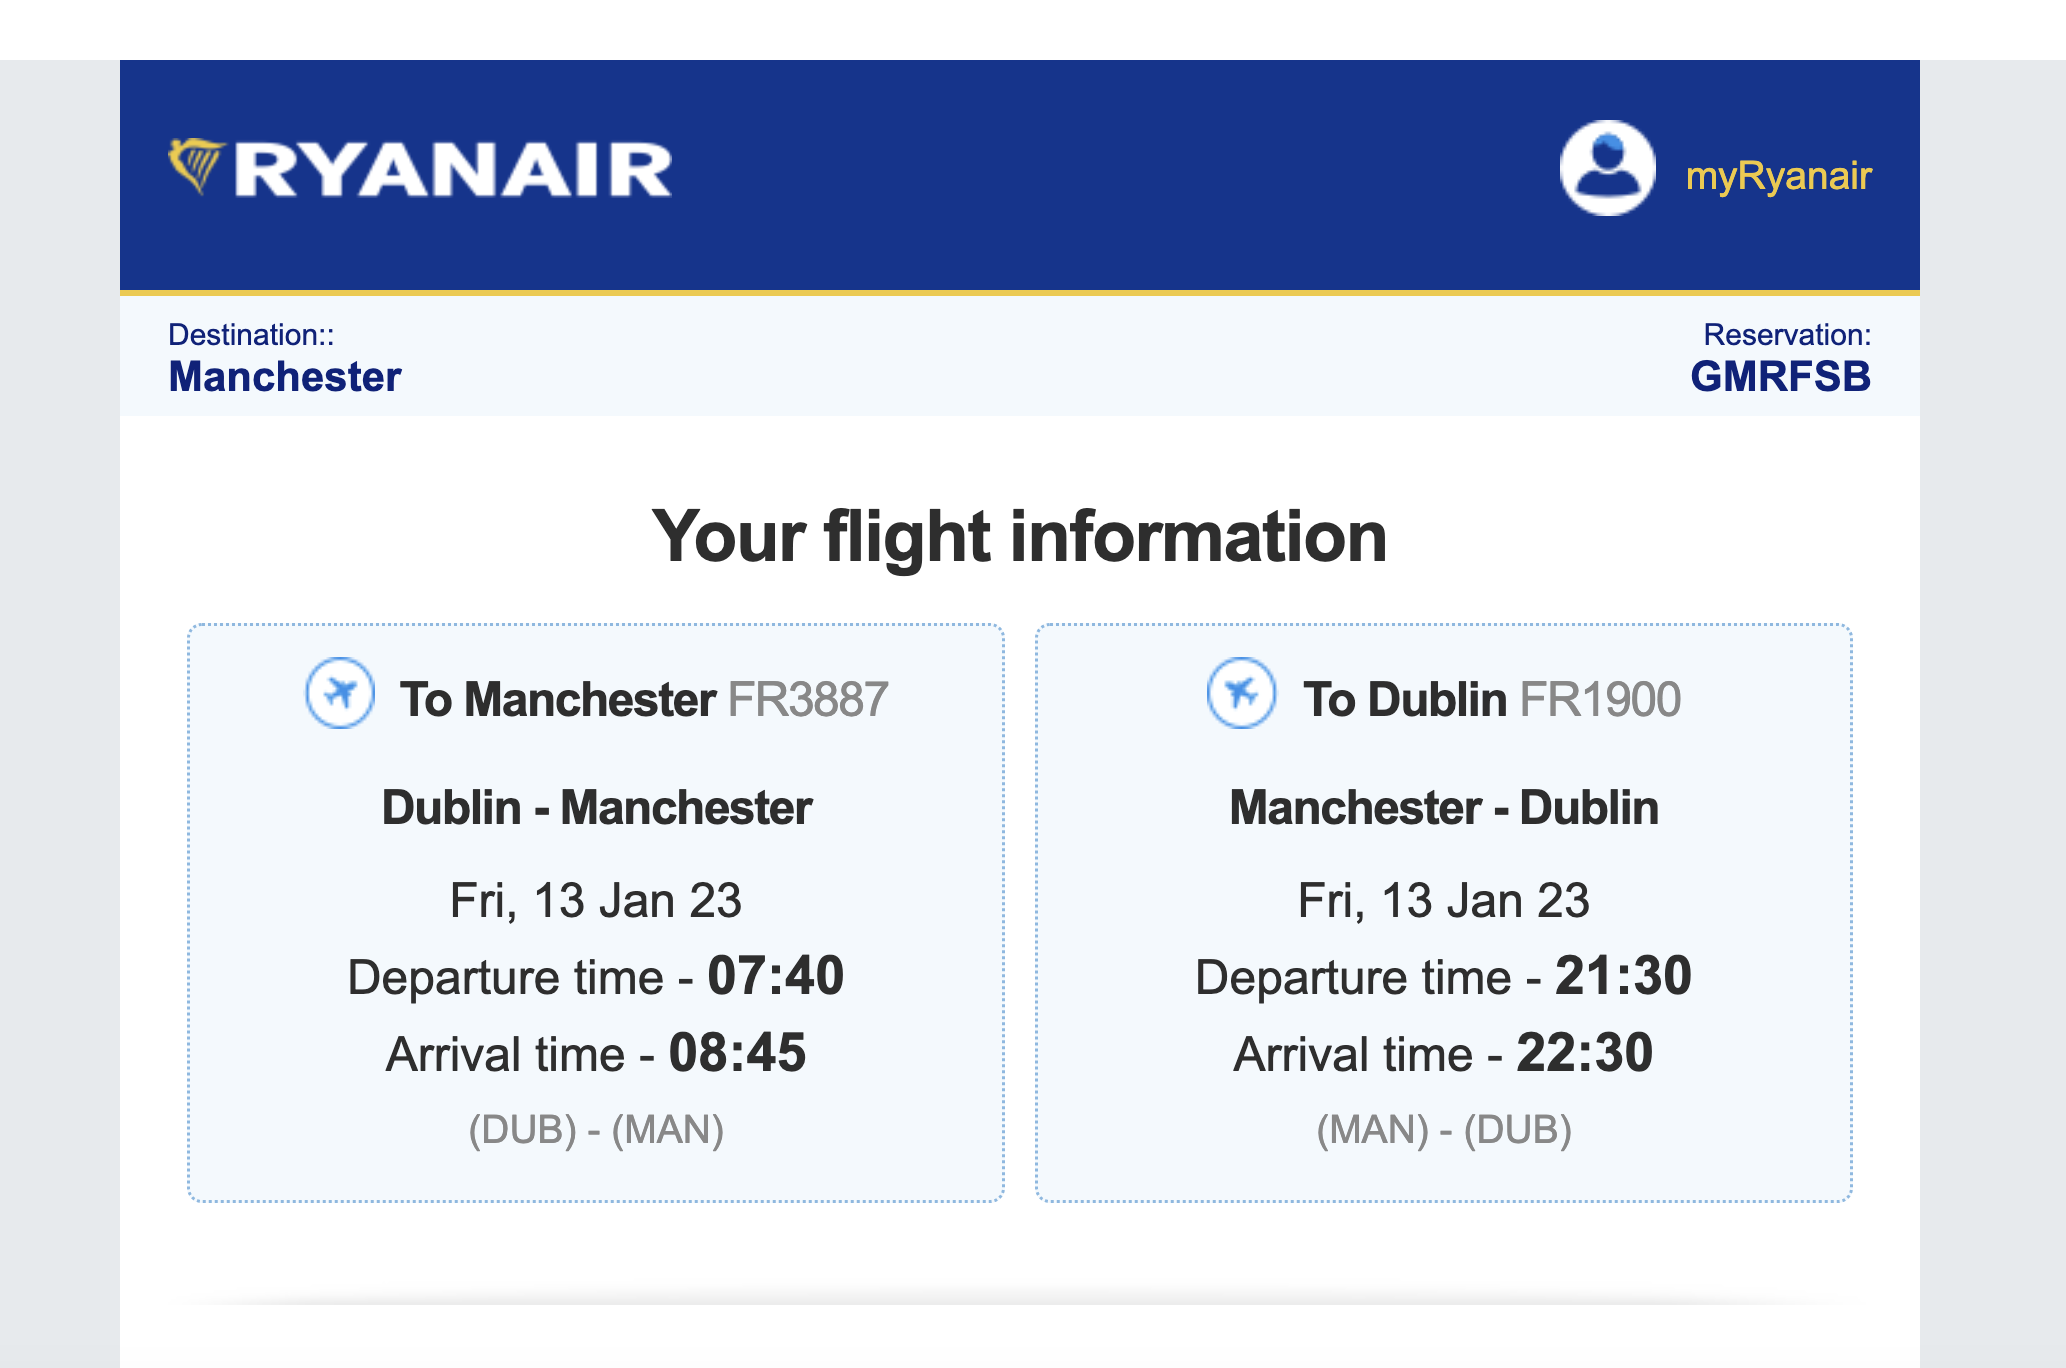 RYANAIR
myRyanair
Destination::
Manchester
Reservation:
GMRFSB
Your flight information
To Manchester FR3887
Dublin - Manchester
Fri, 13 Jan 23
Departure time - 07:40
Arrival time - 08:45
(DUB) - (MAN)
To Dublin FR1900
Manchester - Dublin
Fri, 13 Jan 23
Departure time - 21:30
Arrival time - 22:30
(MAN) - (DUB)